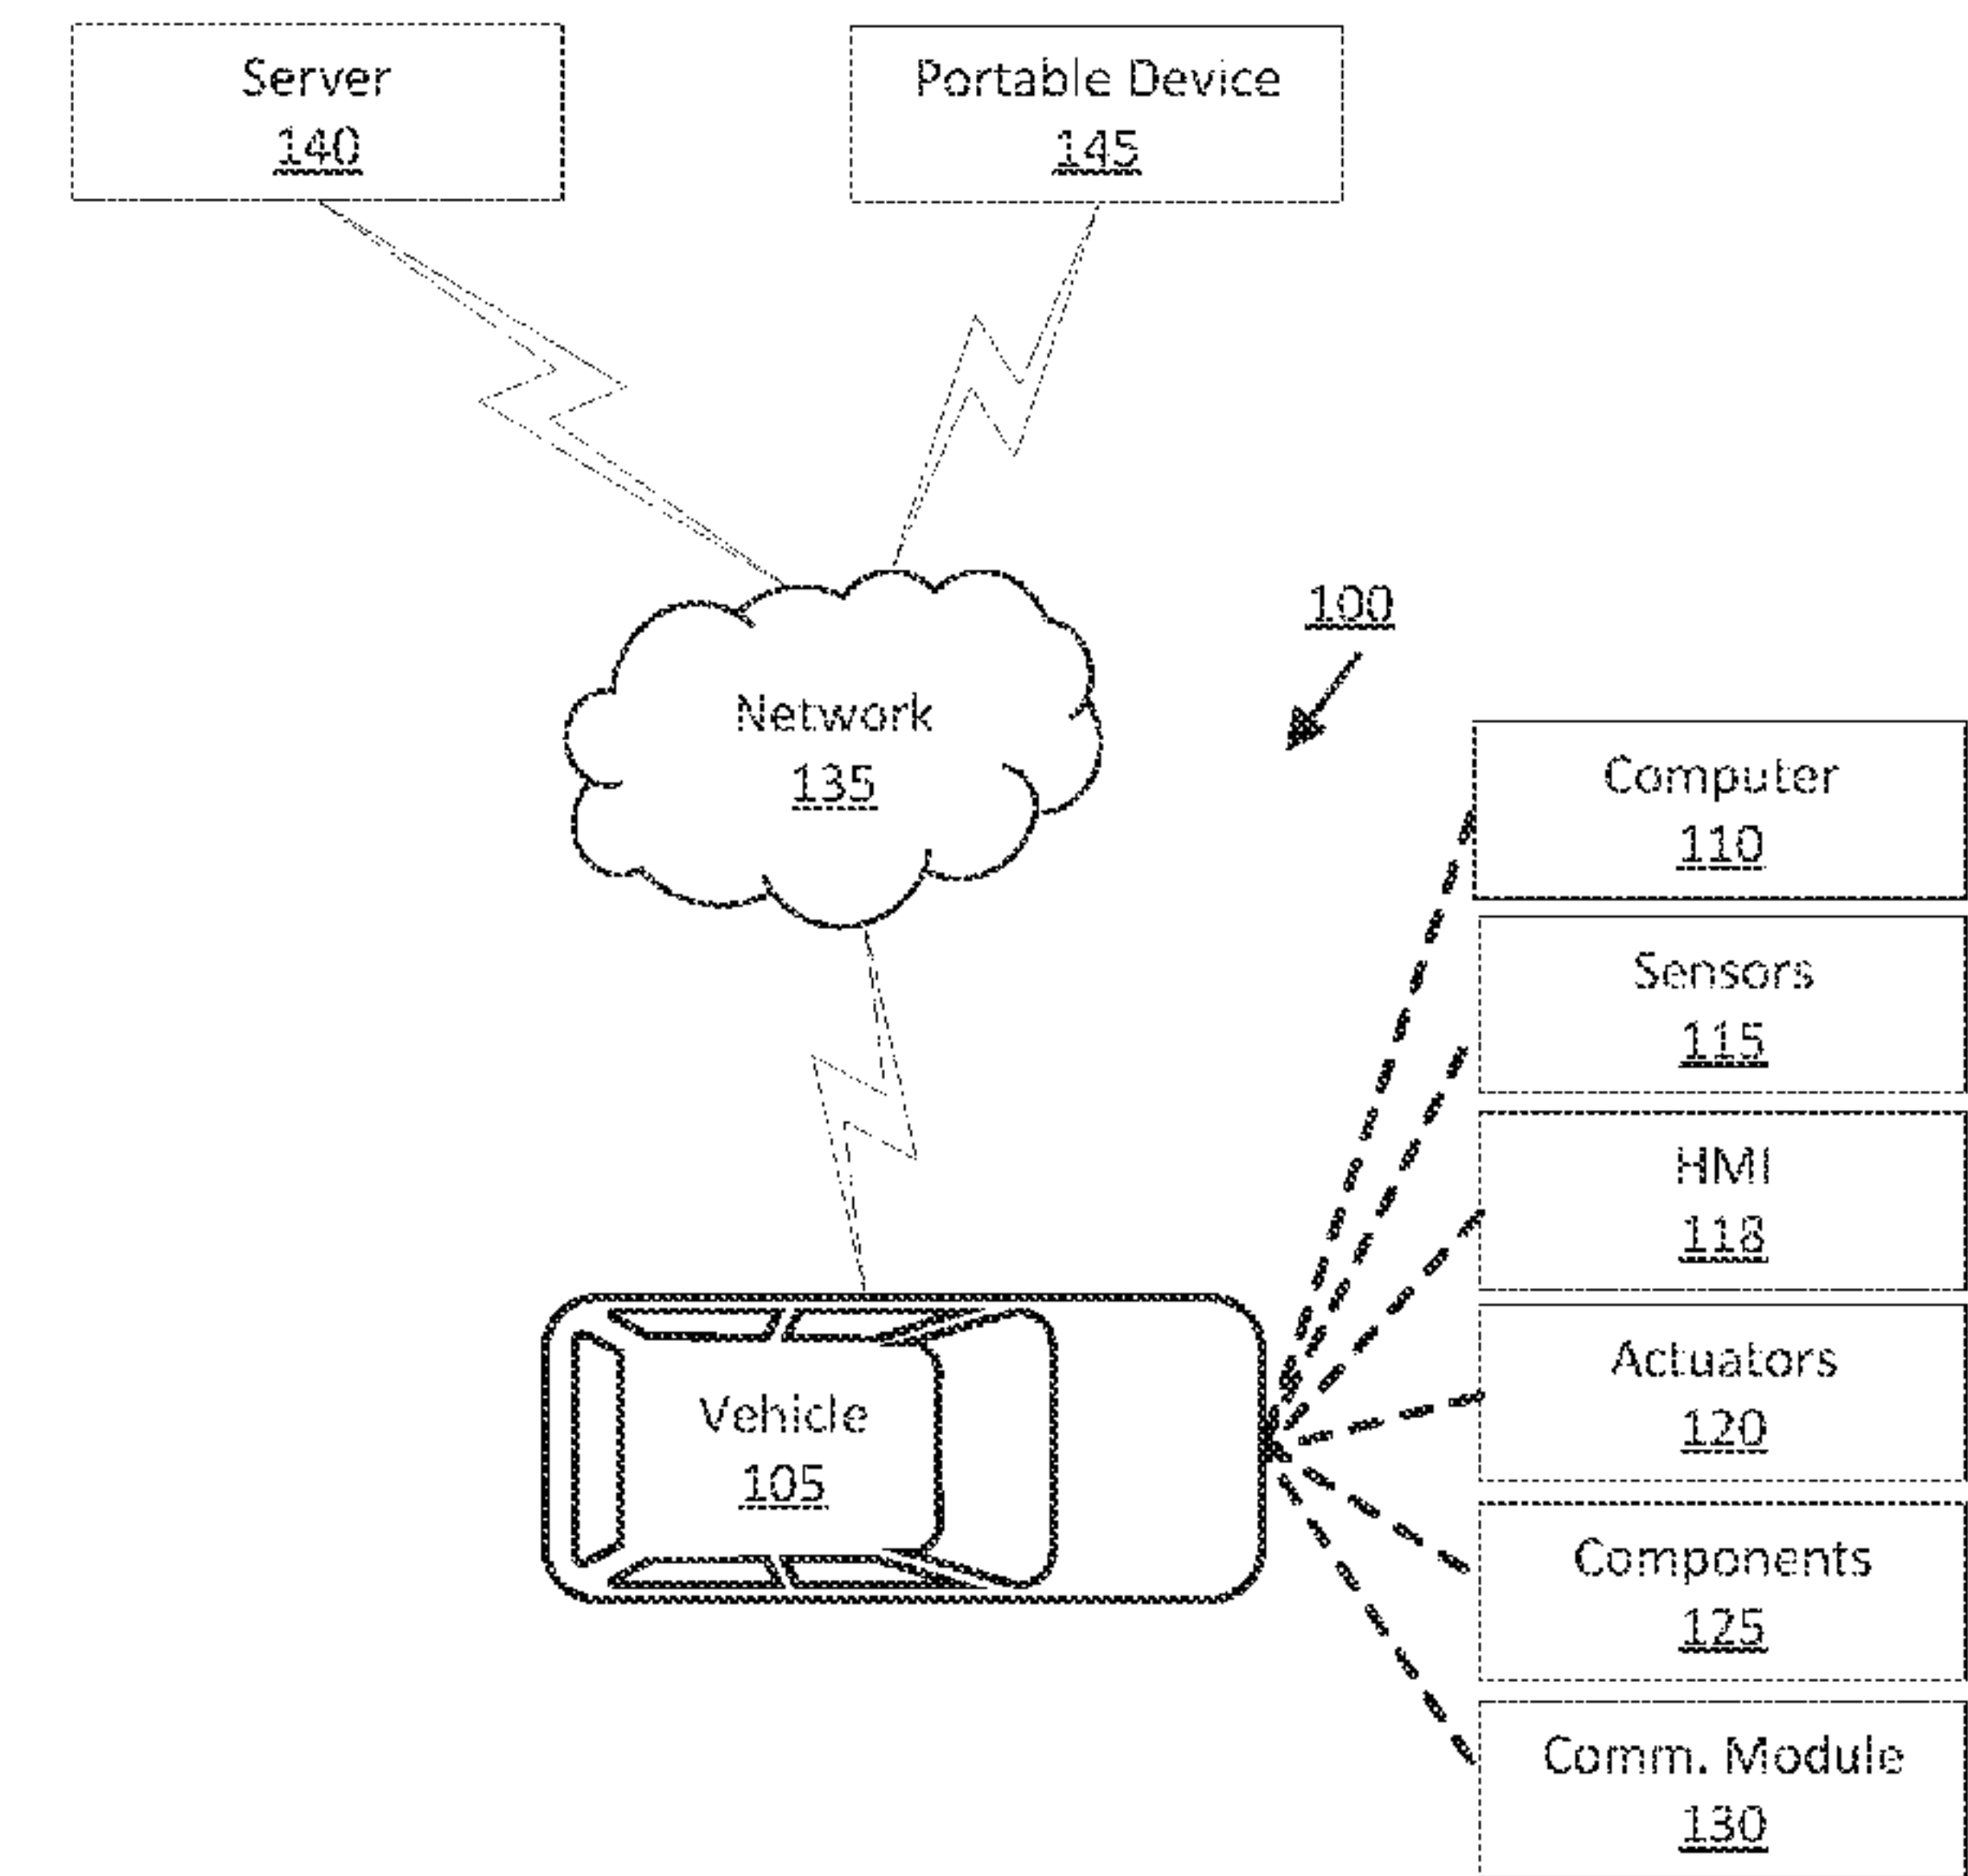 Server
140
Portable Device
145
100
Network
135
Computer
110
Sensors
115
HMI
118
Actuators
120
Vehicle
105
Components
125
Comm. Module
130